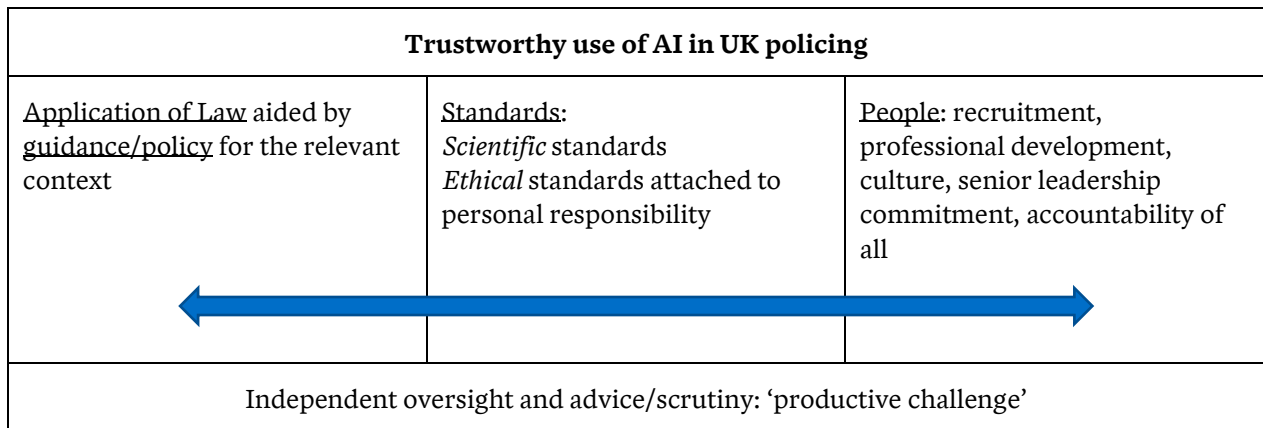 Trustworthy use of AI in UK policing
Application of Law aided by
guidance/policy for the relevant
context
Standards:
Scientific standards
Ethical standards attached to
personal responsibility
People: recruitment,
professional development,
culture, senior leadership
commitment, accountability of
all
Independent oversight and advice/scrutiny: ‘productive challenge’